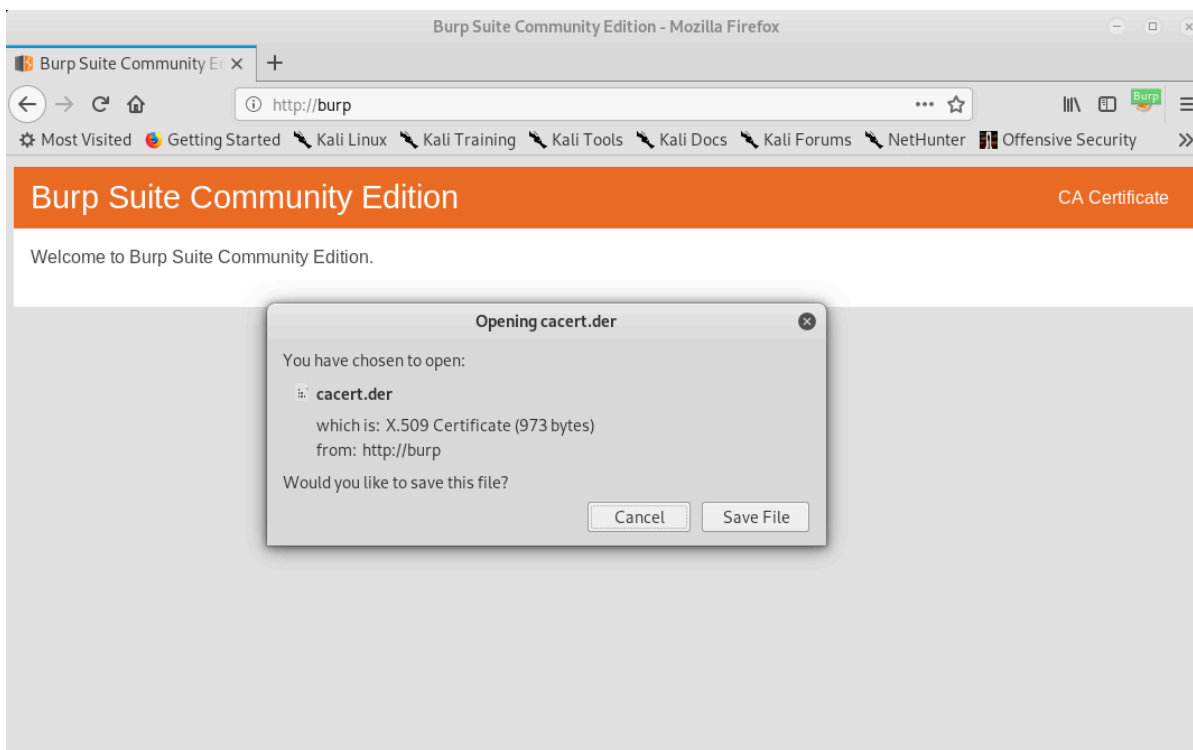 Burp Suite Community Edition - Mozilla Firefox
Burp Suite Community Ed
http://burp
Burp
Most Visited Getting Started Kali Linux Kali Training Kali Tools Kali Docs Kali Forums NetHunter Offensive Security
Burp Suite Community Edition
CA Certificate
Welcome to Burp Suite Community Edition.
Opening cacert.der
You have chosen to open:
cacert.der
which is: X.509 Certificate (973 bytes)
from: http://burp
Would you like to save this file?
Cancel Save File